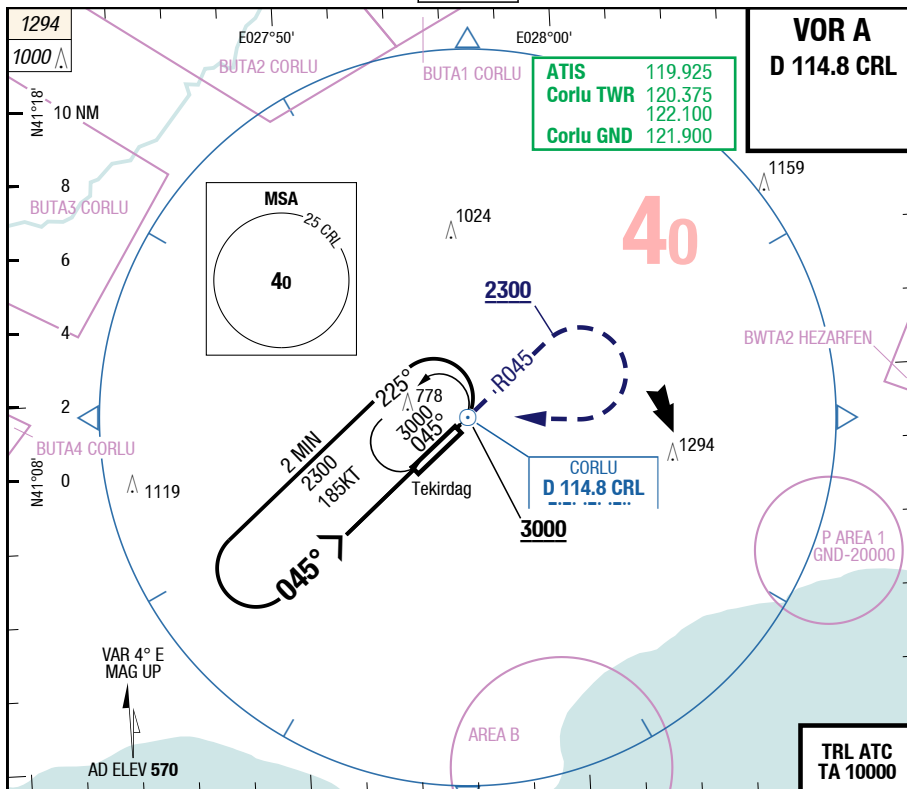 1294
1000
E027°50'
E028°00'
VOR A
D 114.8 CRL
BUTA2 CORLU
BUTA1 CORLU
ATIS 119.925
Corlu TWR 120.375
122.100
Corlu GND 121.900
N41°18'
10 NM
8
6
4
2
0
N41°08'
BUTA3 CORLU
MSA
25 CRL
40
1024
1159
40
2300
R045
BWTA2 HEZARFEN
225°
778
3000
045°
2 MIN
2300
185KT
Tekirdag
BUTA4 CORLU
1119
1294
CORLU
D 114.8 CRL
3000
045°
P AREA 1
GND-20000
VAR 4° E
MAG UP
AD ELEV 570
AREA B
TRL ATC
TA 10000